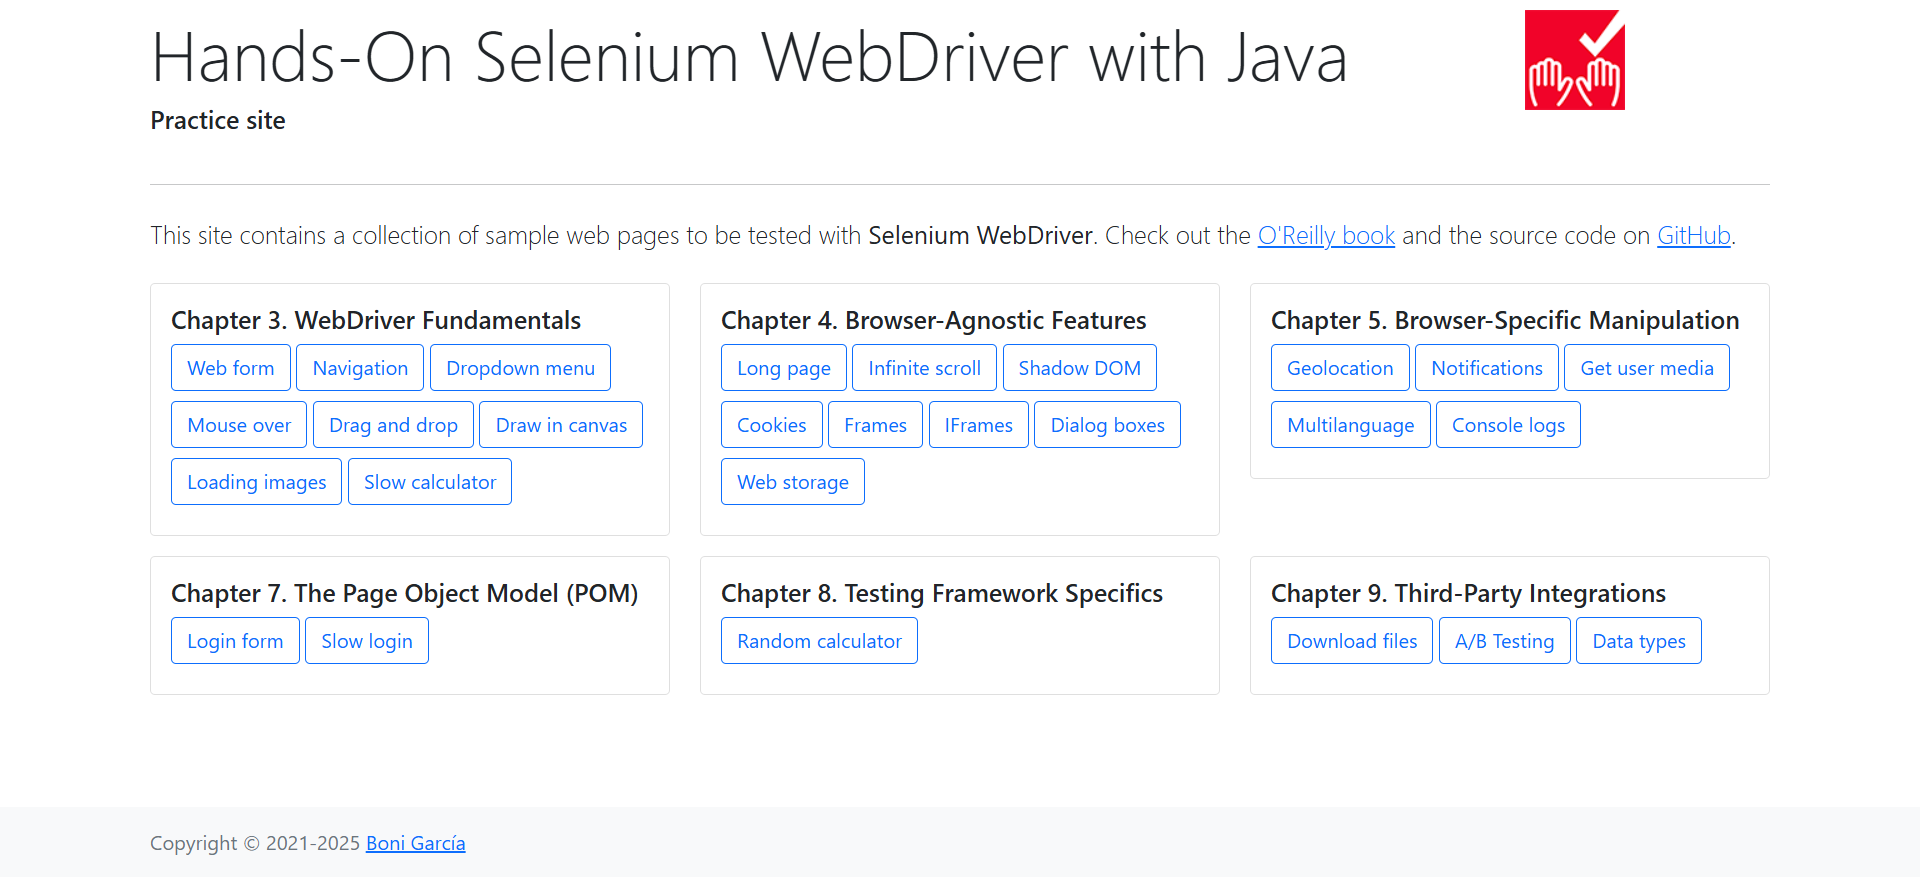 Hands-On Selenium WebDriver with Java
Practice site
This site contains a collection of sample web pages to be tested with Selenium WebDriver. Check out the O'Reilly book and the source code on GitHub.
Chapter 3. WebDriver Fundamentals
Web form Navigation Dropdown menu
Mouse over Drag and drop Draw in canvas
Loading images Slow calculator
Chapter 4. Browser-Agnostic Features
Long page Infinite scroll Shadow DOM
Cookies Frames IFrames Dialog boxes
Web storage
Chapter 5. Browser-Specific Manipulation
Geolocation Notifications Get user media
Multilanguage Console logs
Chapter 7. The Page Object Model (POM)
Login form Slow login
Chapter 8. Testing Framework Specifics
Random calculator
Chapter 9. Third-Party Integrations
Download files A/B Testing Data types
Copyright © 2021-2025 Boni García